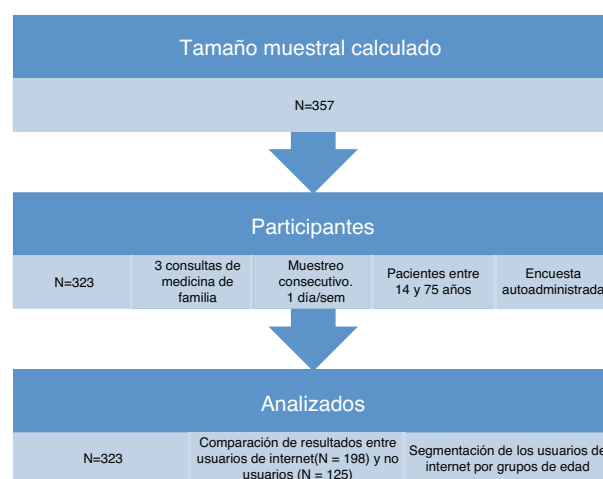 Tamaño muestral calculado
N=357
Participantes
N=323
3 consultas de
medicina de
familia
Muestreo
consecutivo.
1 día/sem
Pacientes entre
14 y 75 años
Encuesta
autoadministrada
Analizados
N=323
Comparación de resultados entre
usuarios de internet(N = 198) y no
usuarios (N = 125)
Segmentación de los usuarios de
internet por grupos de edad